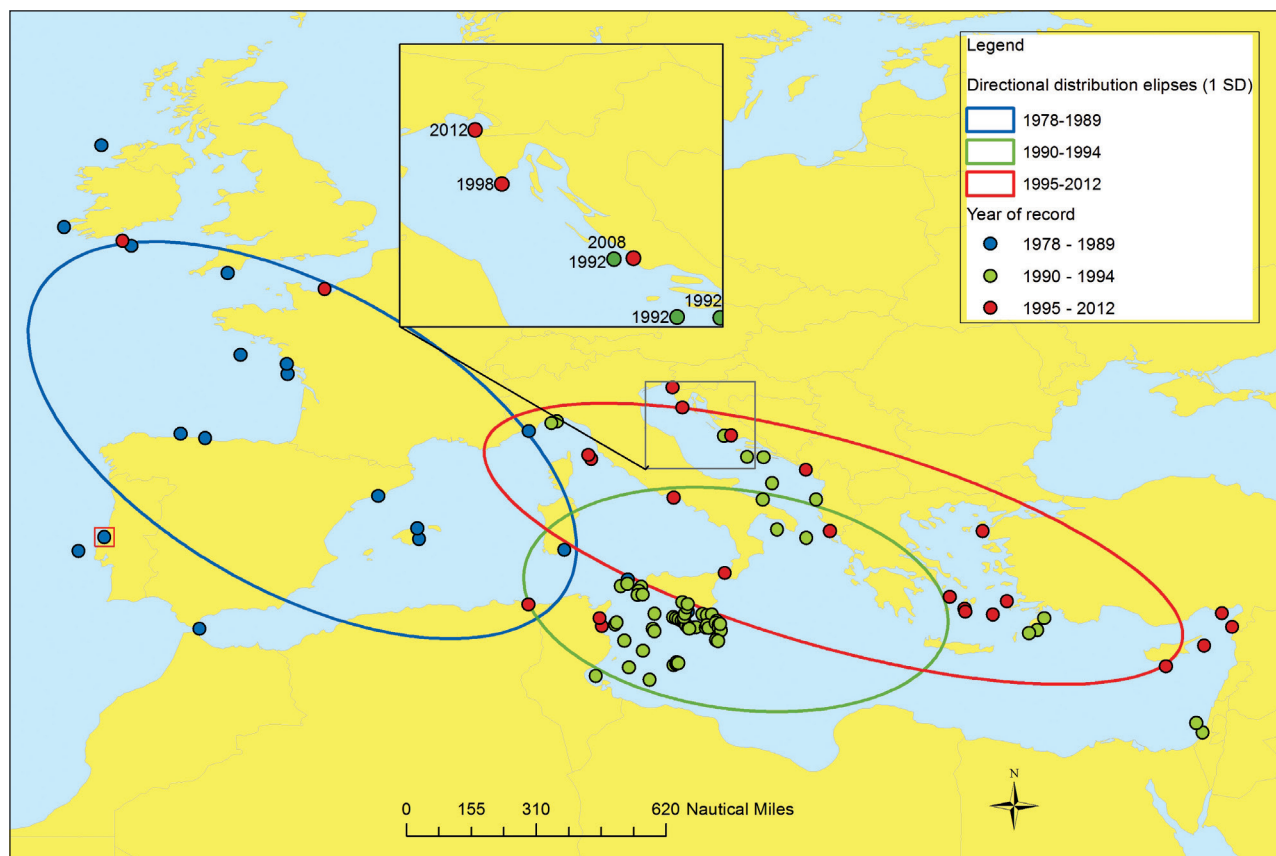 Legend
Directional distribution elipses (1 SD)
1978-1989
1990-1994
1995-2012
Year of record
1978 - 1989
1990 - 1994
1995 - 2012
2012
1998
2008
1992
1992
1992
N
0 155 310 620 Nautical Miles